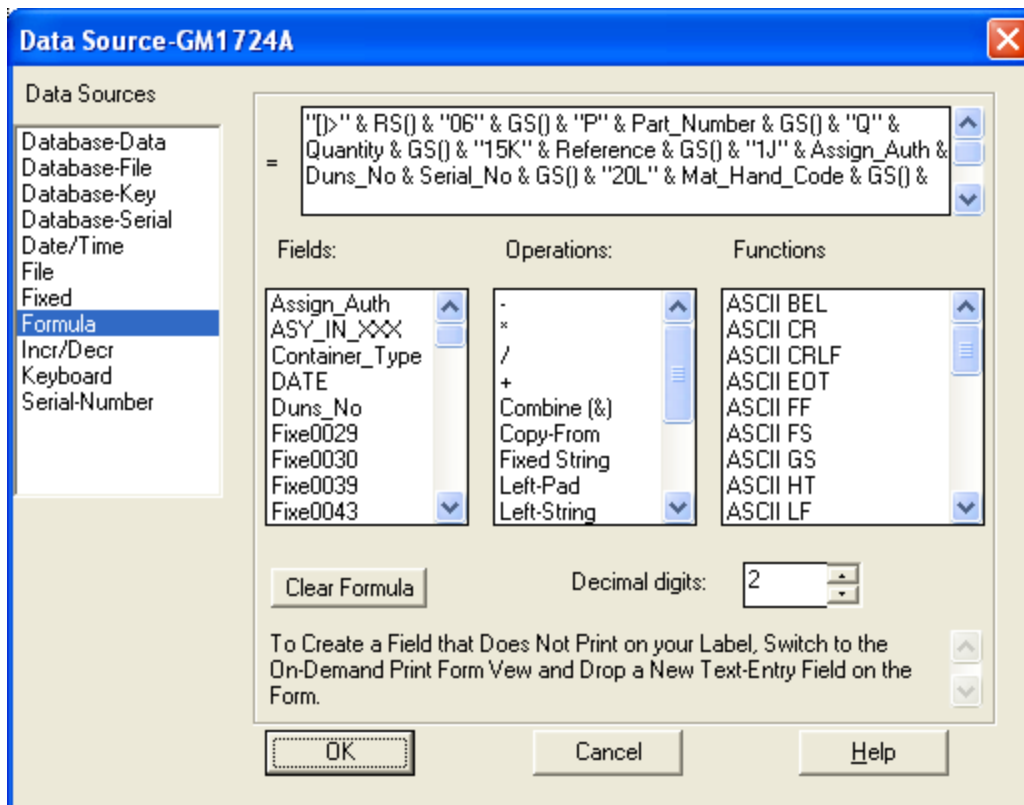 Data Source-GM1724A
Data Sources
Database-Data
Database-File
Database-Key
Database-Serial
Date/Time
File
Fixed
Formula
Incr/Decr
Keyboard
Serial-Number
=
"[)>" & RS() & "06" & GS() & "P" & Part_Number & GS() & "Q" &
Quantity & GS() & "15K" & Reference & GS() & "1J" & Assign_Auth &
Duns_No & Serial_No & GS() & "20L" & Mat_Hand_Code & GS() &
Fields:
Assign_Auth
ASY_IN_XXX
Container_Type
DATE
Duns_No
Fixe0029
Fixe0030
Fixe0039
Fixe0043
Operations:
-
*
/
+
Combine (&)
Copy-From
Fixed String
Left-Pad
Left-String
Functions
ASCII BEL
ASCII CR
ASCII CRLF
ASCII EOT
ASCII FF
ASCII FS
ASCII GS
ASCII HT
ASCII LF
Clear Formula
Decimal digits:
2
To Create a Field that Does Not Print on your Label, Switch to the
On-Demand Print Form Vew and Drop a New Text-Entry Field on the
Form.
OK
Cancel
Help